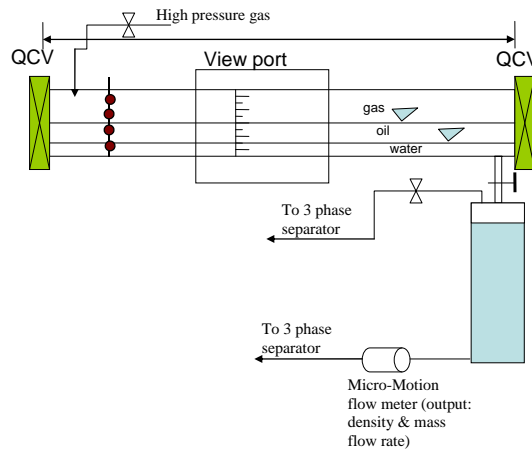 High pressure gas
QCV
QCV
View port
gas
oil
water
To 3 phase
separator
To 3 phase
separator
Micro-Motion
flow meter (output:
density & mass
flow rate)